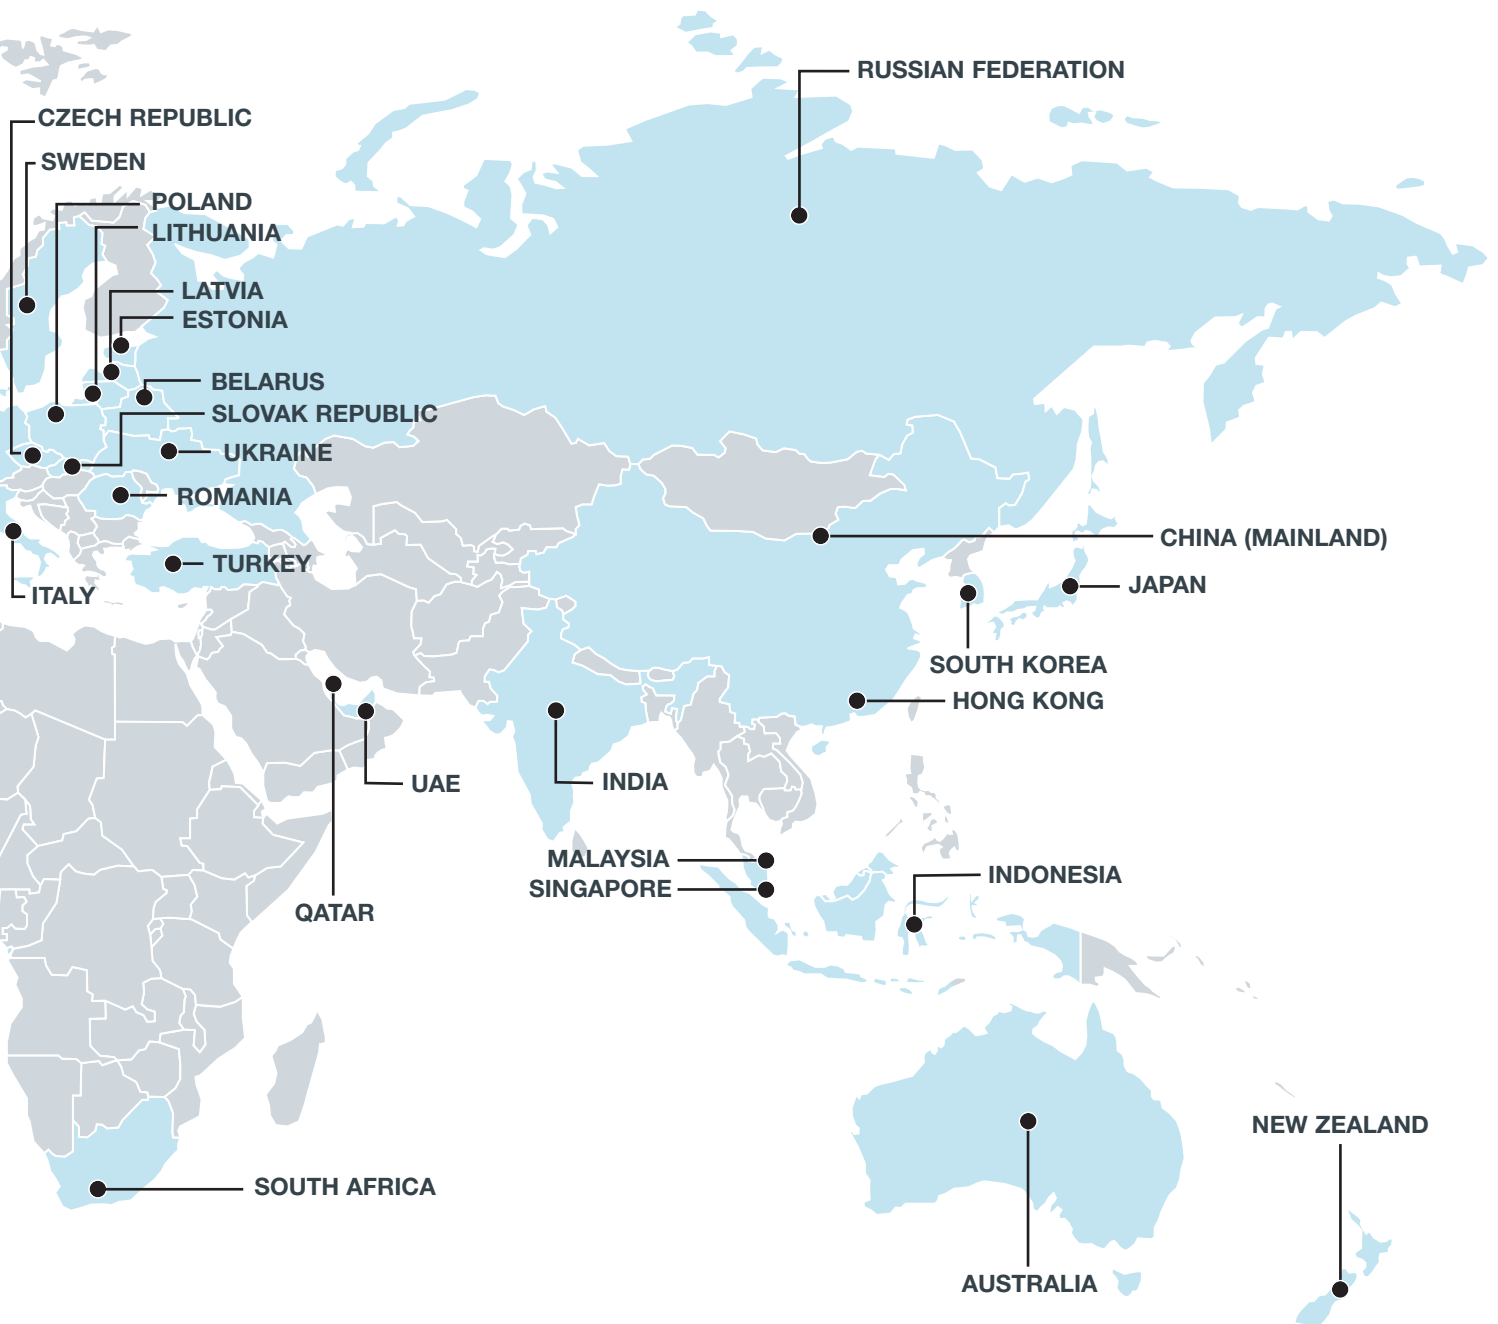 RUSSIAN FEDERATION
CZECH REPUBLIC
SWEDEN
POLAND
LITHUANIA
LATVIA
ESTONIA
BELARUS
SLOVAK REPUBLIC
UKRAINE
ROMANIA
CHINA (MAINLAND)
TURKEY
JAPAN
ITALY
SOUTH KOREA
HONG KONG
UAE
INDIA
MALAYSIA
INDONESIA
SINGAPORE
QATAR
NEW ZEALAND
SOUTH AFRICA
AUSTRALIA